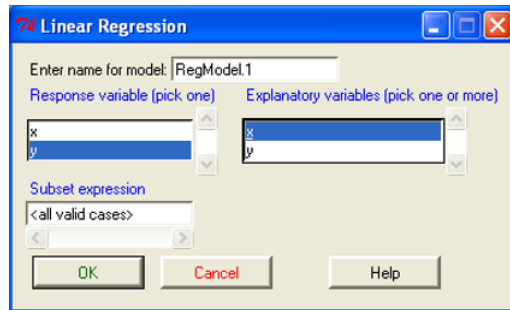 Linear Regression
Enter name for model: RegModel.1
Response variable (pick one) Explanatory variables (pick one or more)
x x
y y
Subset expression
<all valid cases>
OK Cancel Help